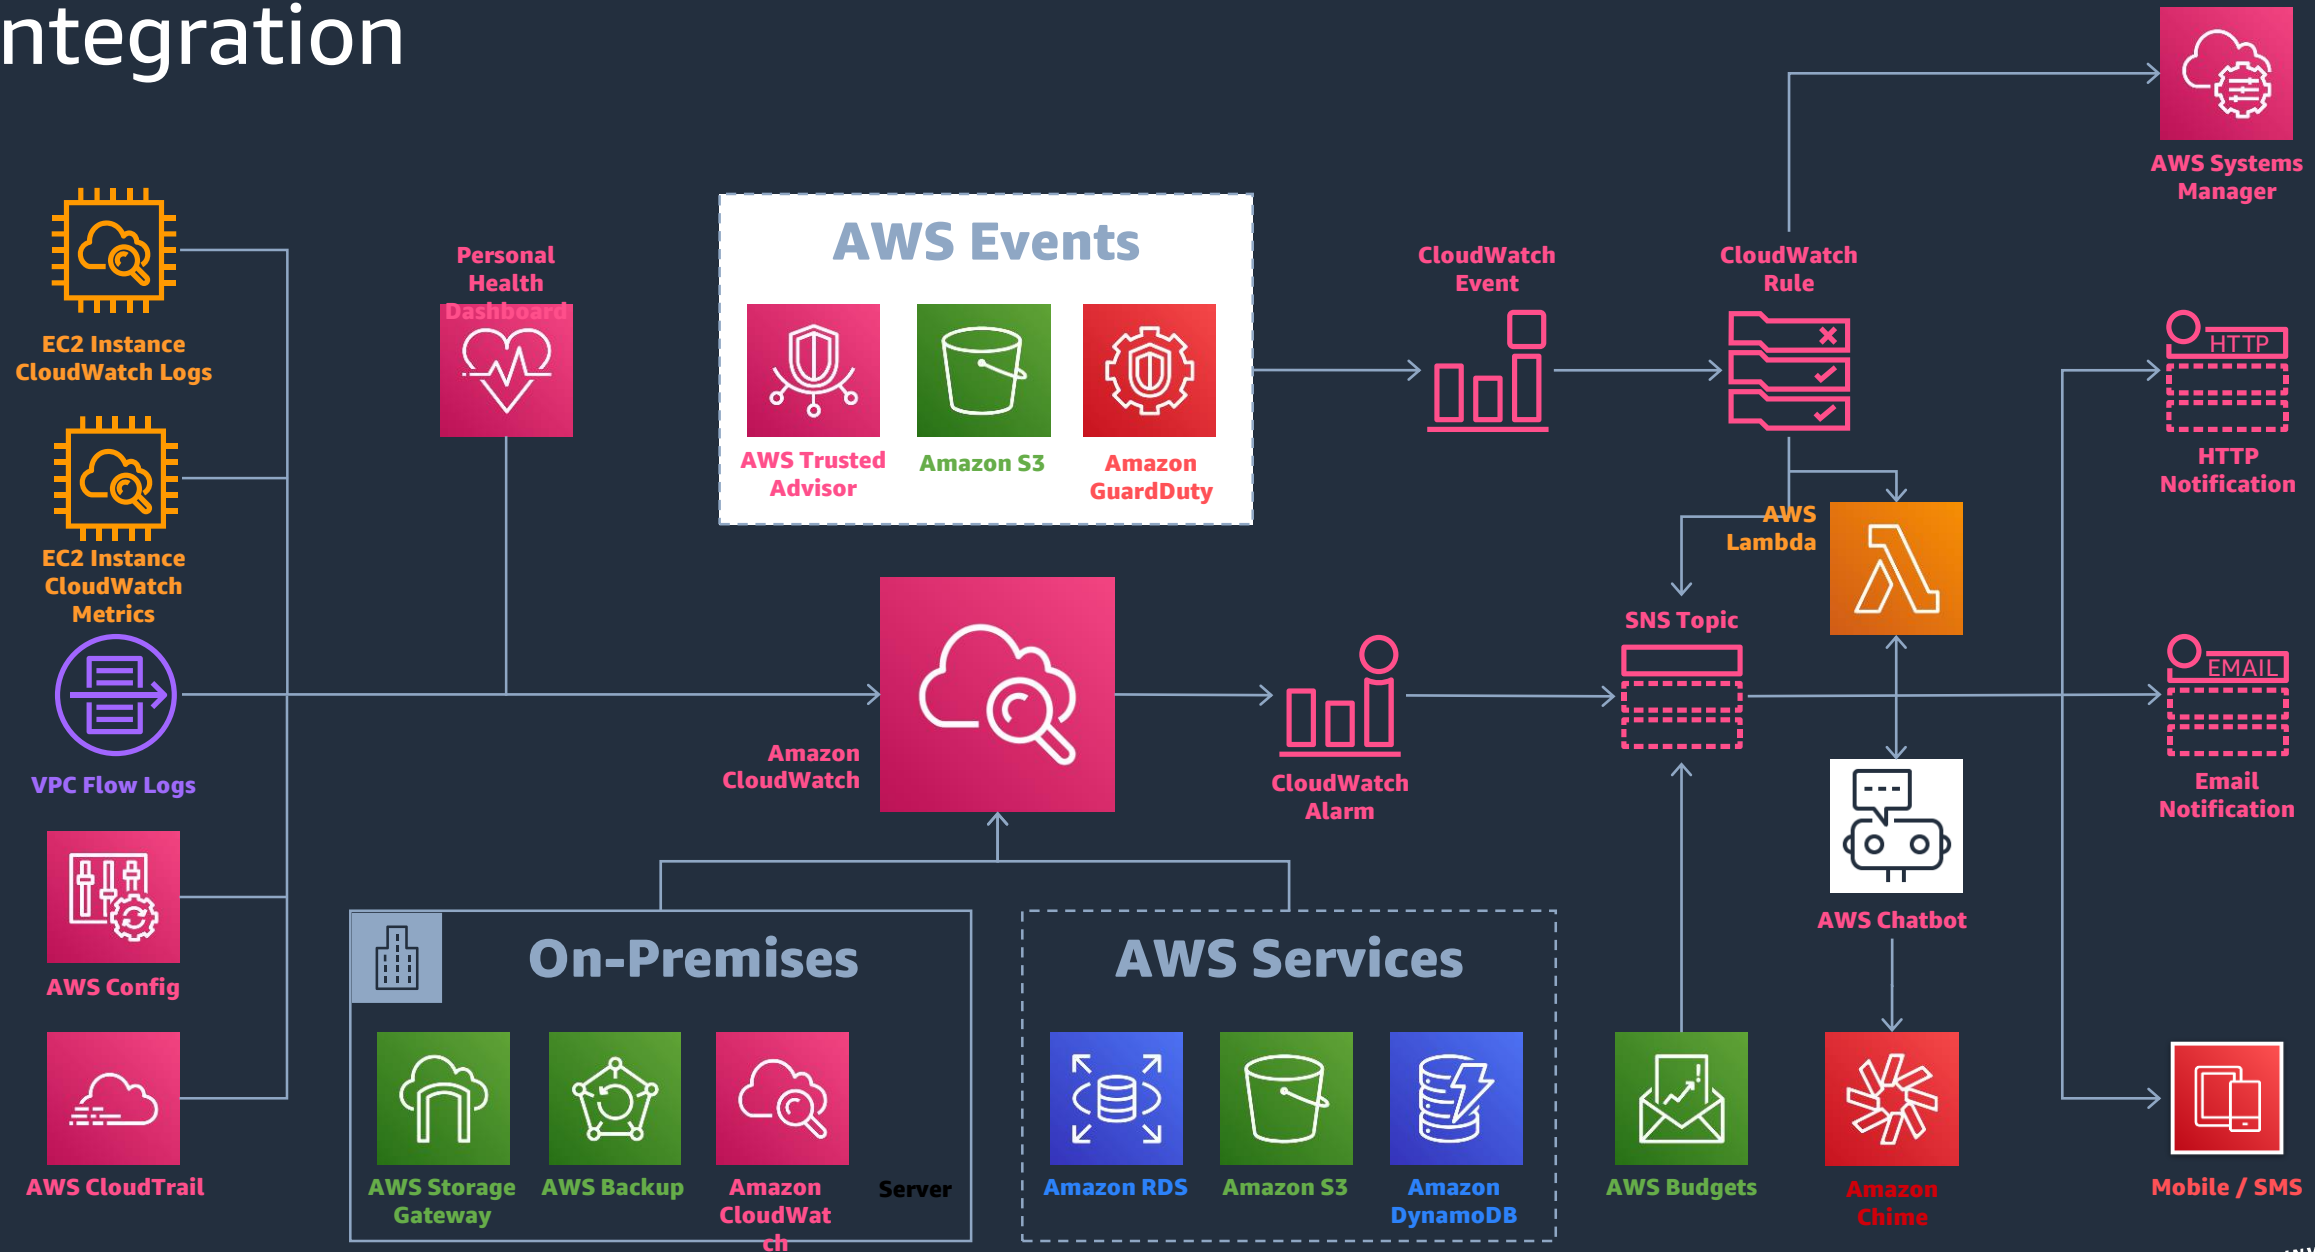 ntegration
AWS Systems
Manager
EC2 Instance
CloudWatch Logs
EC2 Instance
CloudWatch
Metrics
VPC Flow Logs
AWS Config
AWS CloudTrail
Personal
Health
Dashboard
AWS Events
AWS Trusted
Advisor
Amazon S3
Amazon
GuardDuty
CloudWatch
Event
CloudWatch
Rule
AWS
Lambda
SNS Topic
Amazon
CloudWatch
CloudWatch
Alarm
HTTP
HTTP
Notification
EMAIL
Email
Notification
AWS Chatbot
On-Premises
AWS Storage
Gateway
AWS Backup
Amazon
CloudWat
ch
Server
AWS Services
Amazon RDS
Amazon S3
Amazon
DynamoDB
AWS Budgets
Amazon
Chime
Mobile / SMS